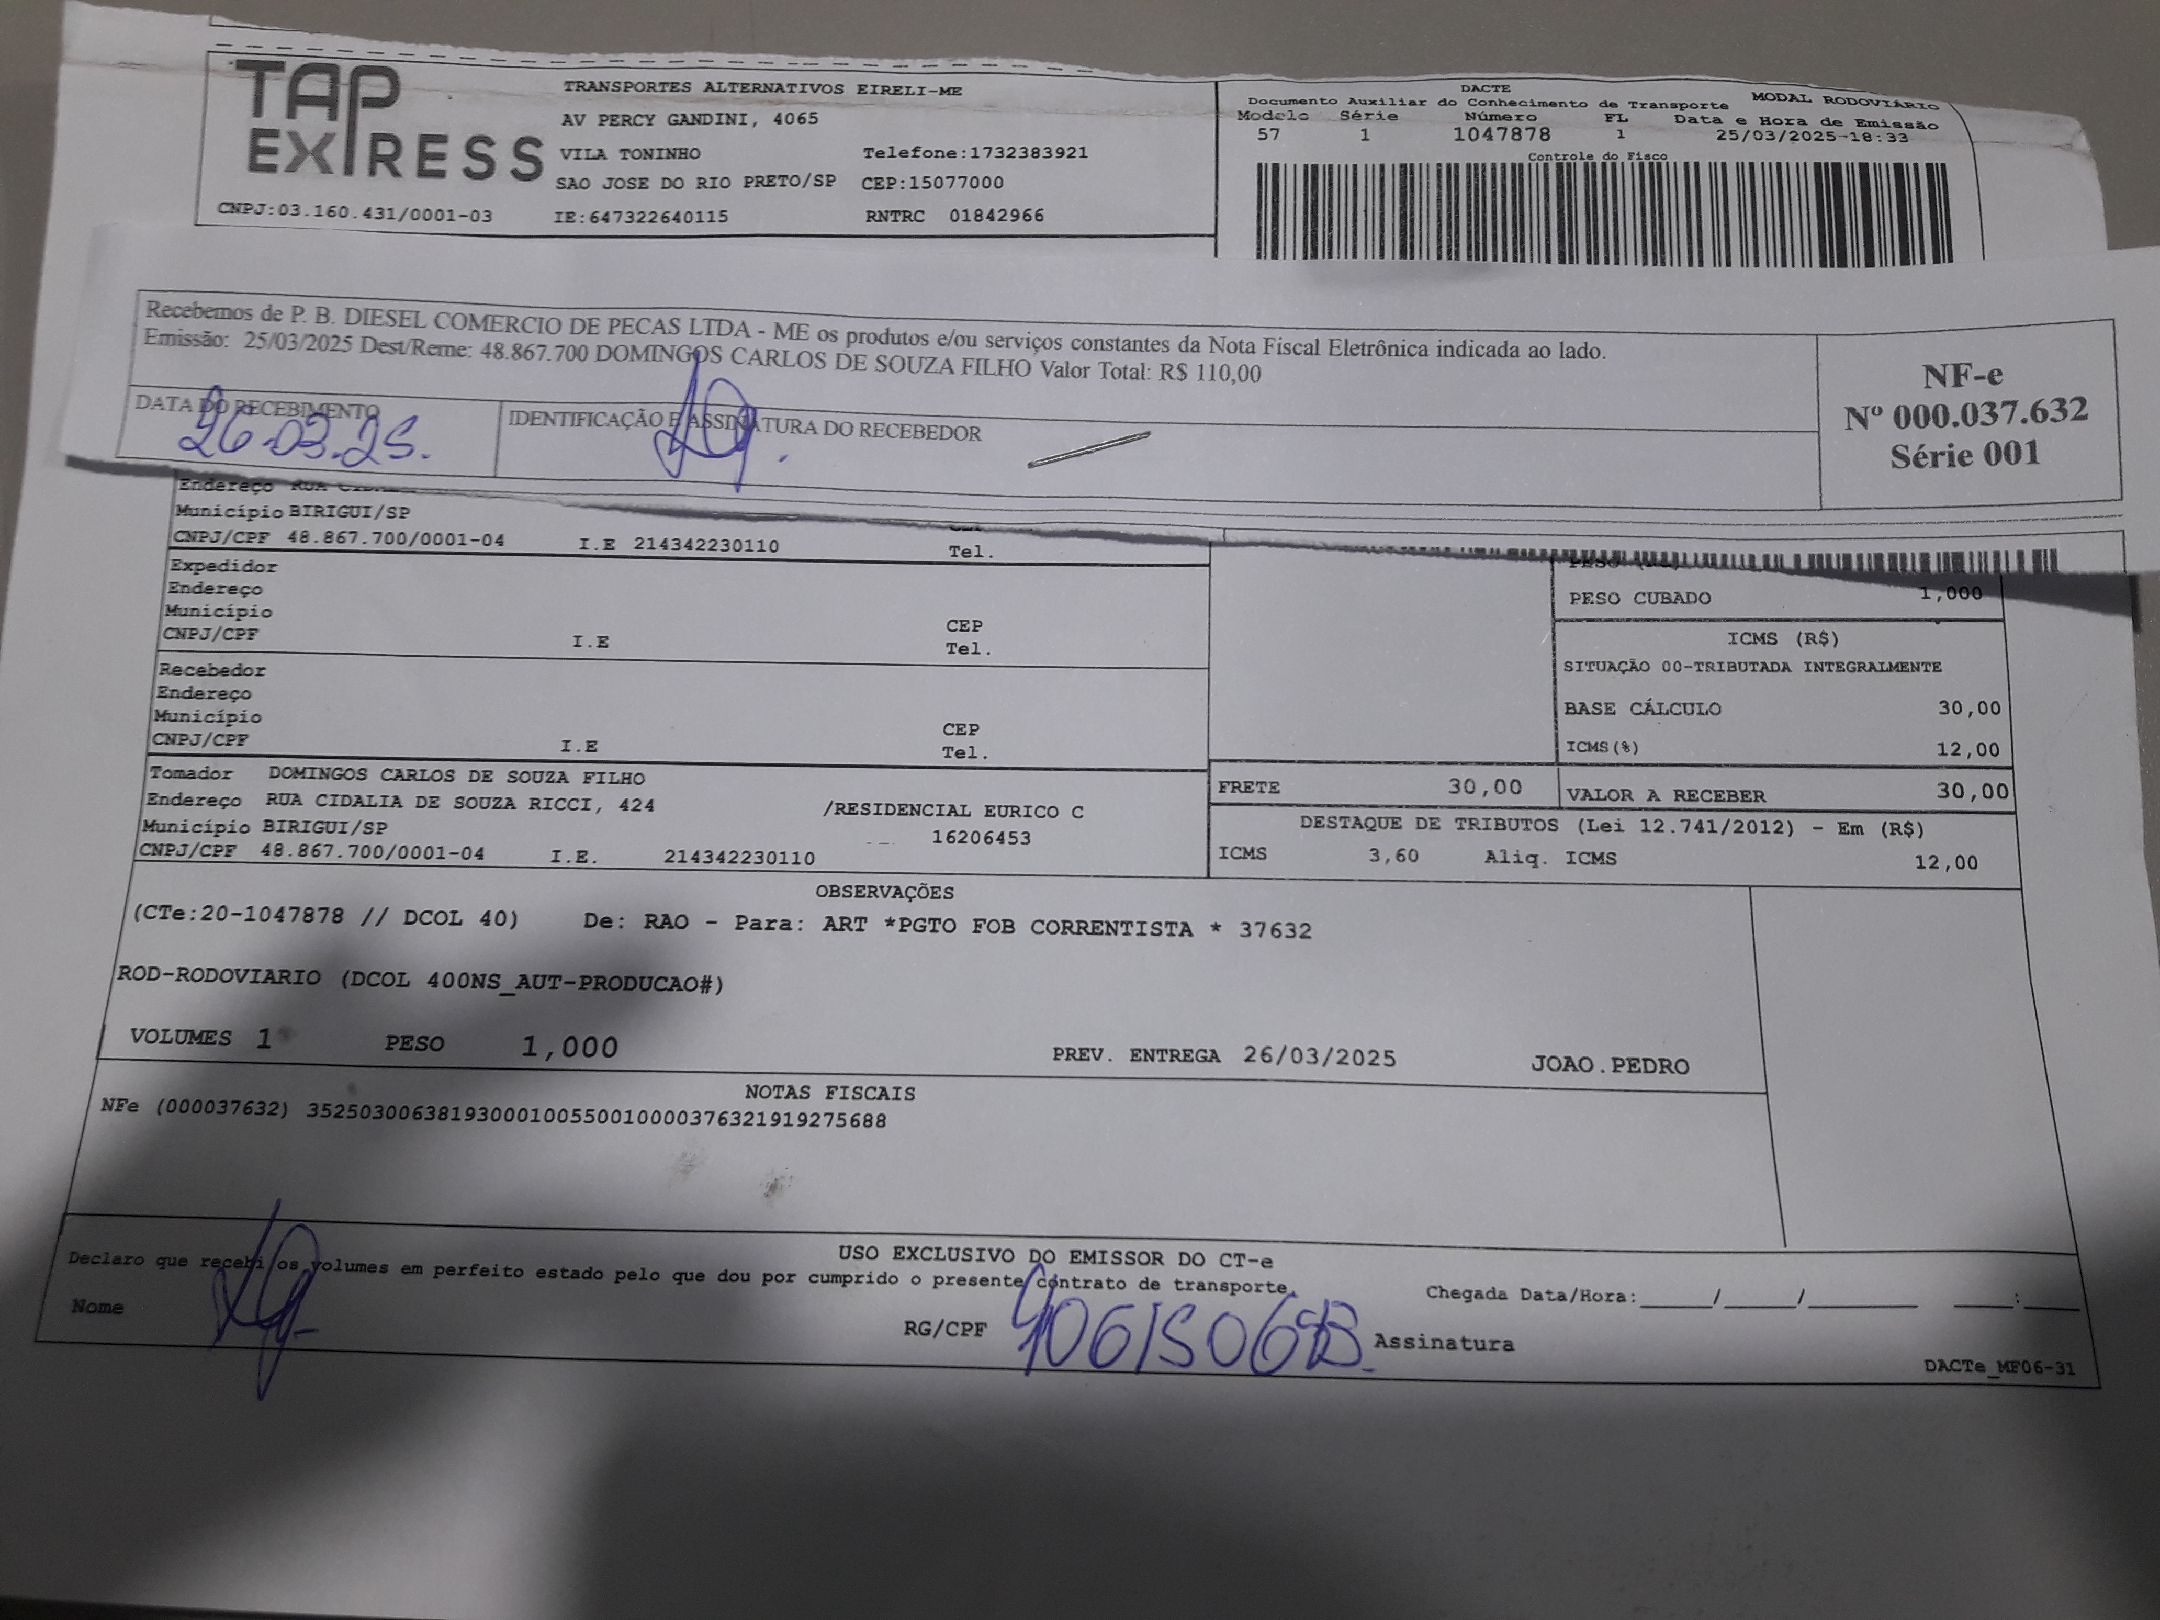 TAP EXPRESS
TRANSPORTES ALTERNATIVOS EIRELI-ME
AV PERCY GANDINI, 4065
VILA TONINHO Telefone:1732383921
SAO JOSE DO RIO PRETO/SP CEP:15077000
CNPJ:03.160.431/0001-03 IE:647322640115 RNTRC 01842966
DACTE MODAL RODOVIÁRIO
Documento Auxiliar do Conhecimento de Transporte
Modelo Série Número FL Data e Hora de Emissão
57 1 1047878 1 25/03/2025-18:33
Controle do Fisco
Recebemos de P. B. DIESEL COMERCIO DE PECAS LTDA - ME os produtos e/ou serviços constantes da Nota Fiscal Eletrônica indicada ao lado.
Emissão: 25/03/2025 Dest/Reme: 48.867.700 DOMINGOS CARLOS DE SOUZA FILHO Valor Total: R$ 110,00
DATA DO RECEBIMENTO IDENTIFICAÇÃO E ASSINATURA DO RECEBEDOR
26.03.25.
NF-e
Nº 000.037.632
Série 001
Endereço RUA
Município BIRIGUI/SP
CNPJ/CPF 48.867.700/0001-04 I.E 214342230110 Tel.
Expedidor
Endereço
Município CEP
CNPJ/CPF I.E Tel.
Recebedor
Endereço
Município CEP
CNPJ/CPF I.E Tel.
PESO CUBADO 1,000
ICMS (R$)
SITUAÇÃO 00-TRIBUTADA INTEGRALMENTE
BASE CÁLCULO 30,00
ICMS(%) 12,00
Tomador DOMINGOS CARLOS DE SOUZA FILHO
Endereço RUA CIDALIA DE SOUZA RICCI, 424 /RESIDENCIAL EURICO C
Município BIRIGUI/SP 16206453
CNPJ/CPF 48.867.700/0001-04 I.E. 214342230110
FRETE 30,00 VALOR A RECEBER 30,00
DESTAQUE DE TRIBUTOS (Lei 12.741/2012) - Em (R$)
ICMS 3,60 Aliq. ICMS 12,00
OBSERVAÇÕES
(CTe:20-1047878 // DCOL 40) De: RAO - Para: ART *PGTO FOB CORRENTISTA * 37632
ROD-RODOVIARIO (DCOL 400NS_AUT-PRODUCAO#)
VOLUMES 1 PESO 1,000 PREV. ENTREGA 26/03/2025 JOAO.PEDRO
NOTAS FISCAIS
NFe (000037632) 35250300638193000100550010000376321919275688
USO EXCLUSIVO DO EMISSOR DO CT-e
Declaro que recebi os volumes em perfeito estado pelo que dou por cumprido o presente contrato de transporte. Chegada Data/Hora:_____/_____/________ ____:____
Nome RG/CPF Assinatura
DACTe_MF06-31